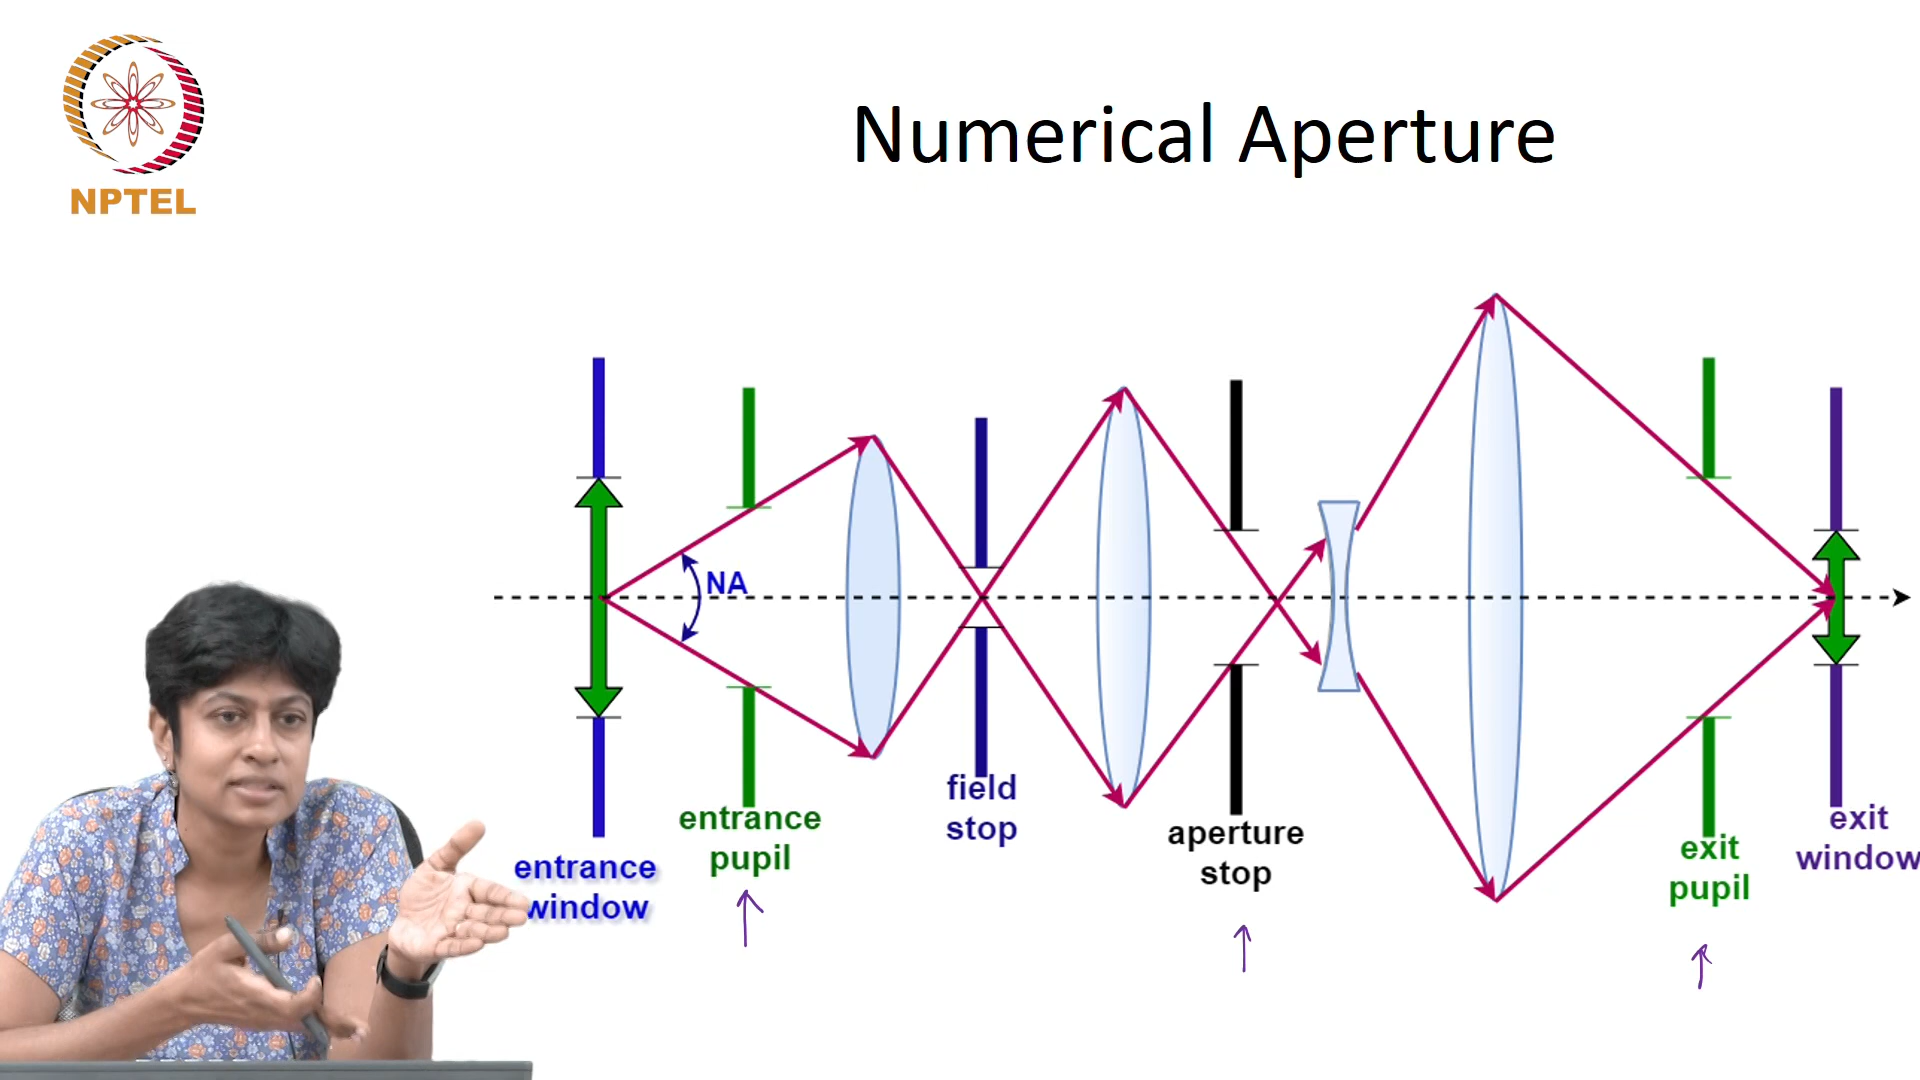 NPTEL
Numerical Aperture
NA
entrance
window
entrance
pupil
field
stop
aperture
stop
exit
pupil
exit
window